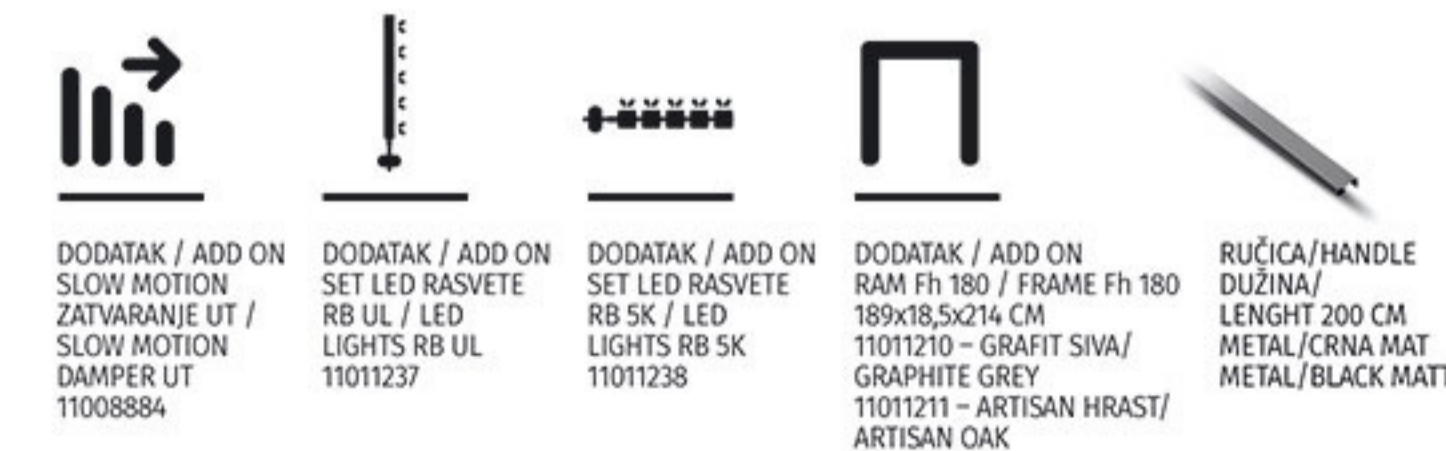 DODATAK / ADD ON
SLOW MOTION
ZATVARANJE UT /
SLOW MOTION
DAMPER UT
11008884
DODATAK / ADD ON
SET LED RASVETE
RB UL / LED
LIGHTS RB UL
11011237
DODATAK / ADD ON
SET LED RASVETE
RB 5K / LED
LIGHTS RB 5K
11011238
DODATAK / ADD ON
RAM Fh 180 / FRAME Fh 180
189x18,5x214 CM
11011210 – GRAFIT SIVA/
GRAPHITE GREY
11011211 – ARTISAN HRAST/
ARTISAN OAK
RUČICA/HANDLE
DUŽINA/
LENGHT 200 CM
METAL/CRNA MAT
METAL/BLACK MATT